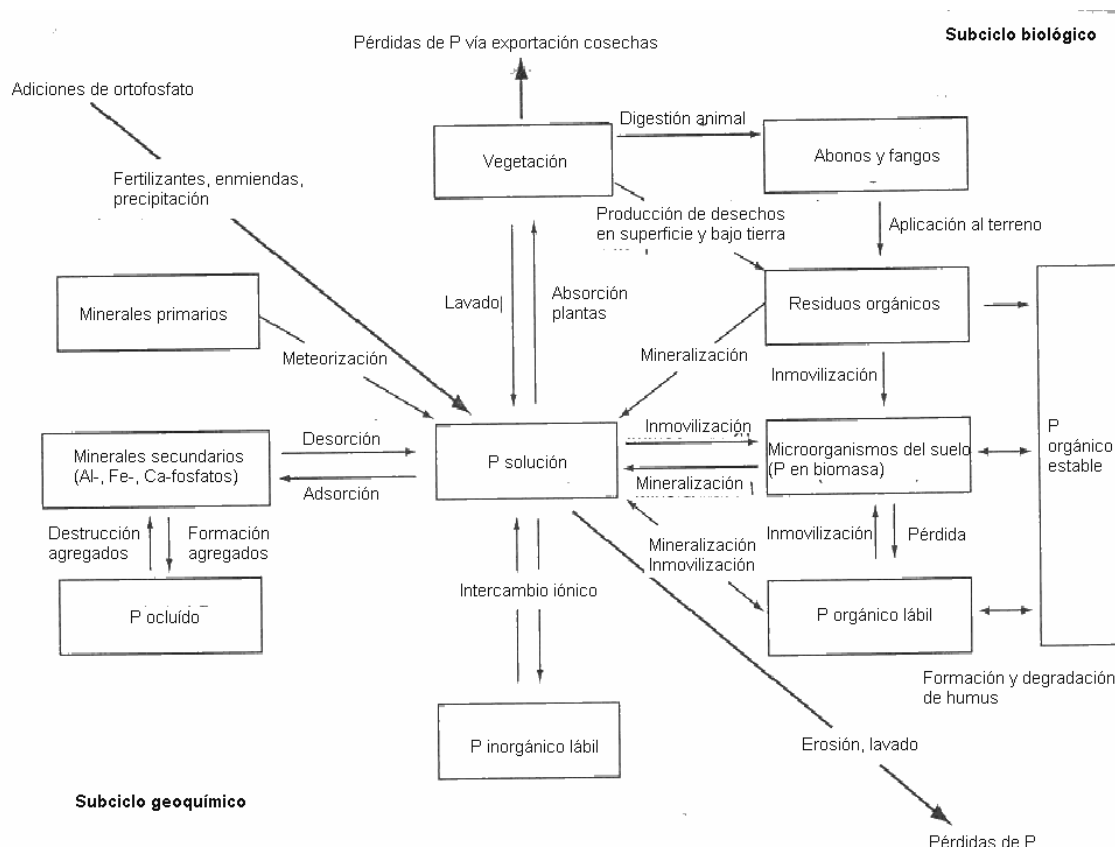 Pérdidas de P vía exportación cosechas
Subciclo biológico
Adiciones de ortofosfato
Digestión animal
Vegetación
Abonos y fangos
Fertilizantes, enmiendas,
precipitación
Producción de desechos
en superficie y bajo tierra
Aplicación al terreno
Minerales primarios
Lavado
Absorción
plantas
Residuos orgánicos
Meteorización
Mineralización
Inmovilización
Minerales secundarios
(Al-, Fe-, Ca-fosfatos)
Desorción
Adsorción
P solución
Inmovilización
Mineralización
Microorganismos del suelo
(P en biomasa)
P
orgánico
estable
Destrucción
agregados
Formación
agregados
Mineralización
Inmovilización
Inmovilización
Pérdida
P ocluído
Intercambio iónico
P orgánico lábil
Formación y degradación
de humus
P inorgánico lábil
Erosión, lavado
Subciclo geoquímico
Pérdidas de P